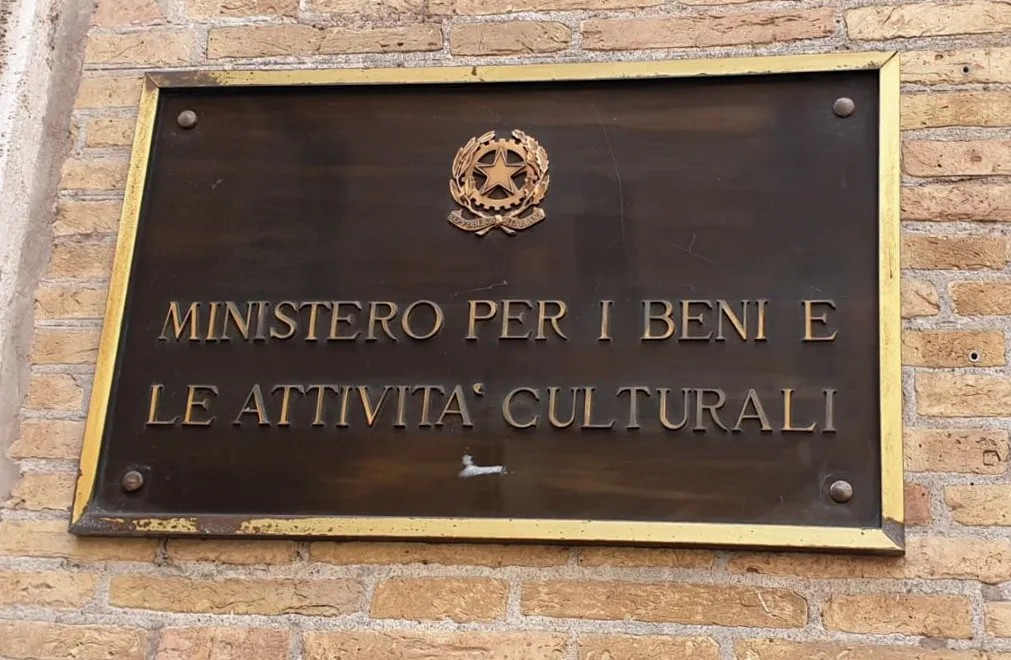 MINISTERO PER I BENI E
LE ATTIVITA‘ CULTURALI